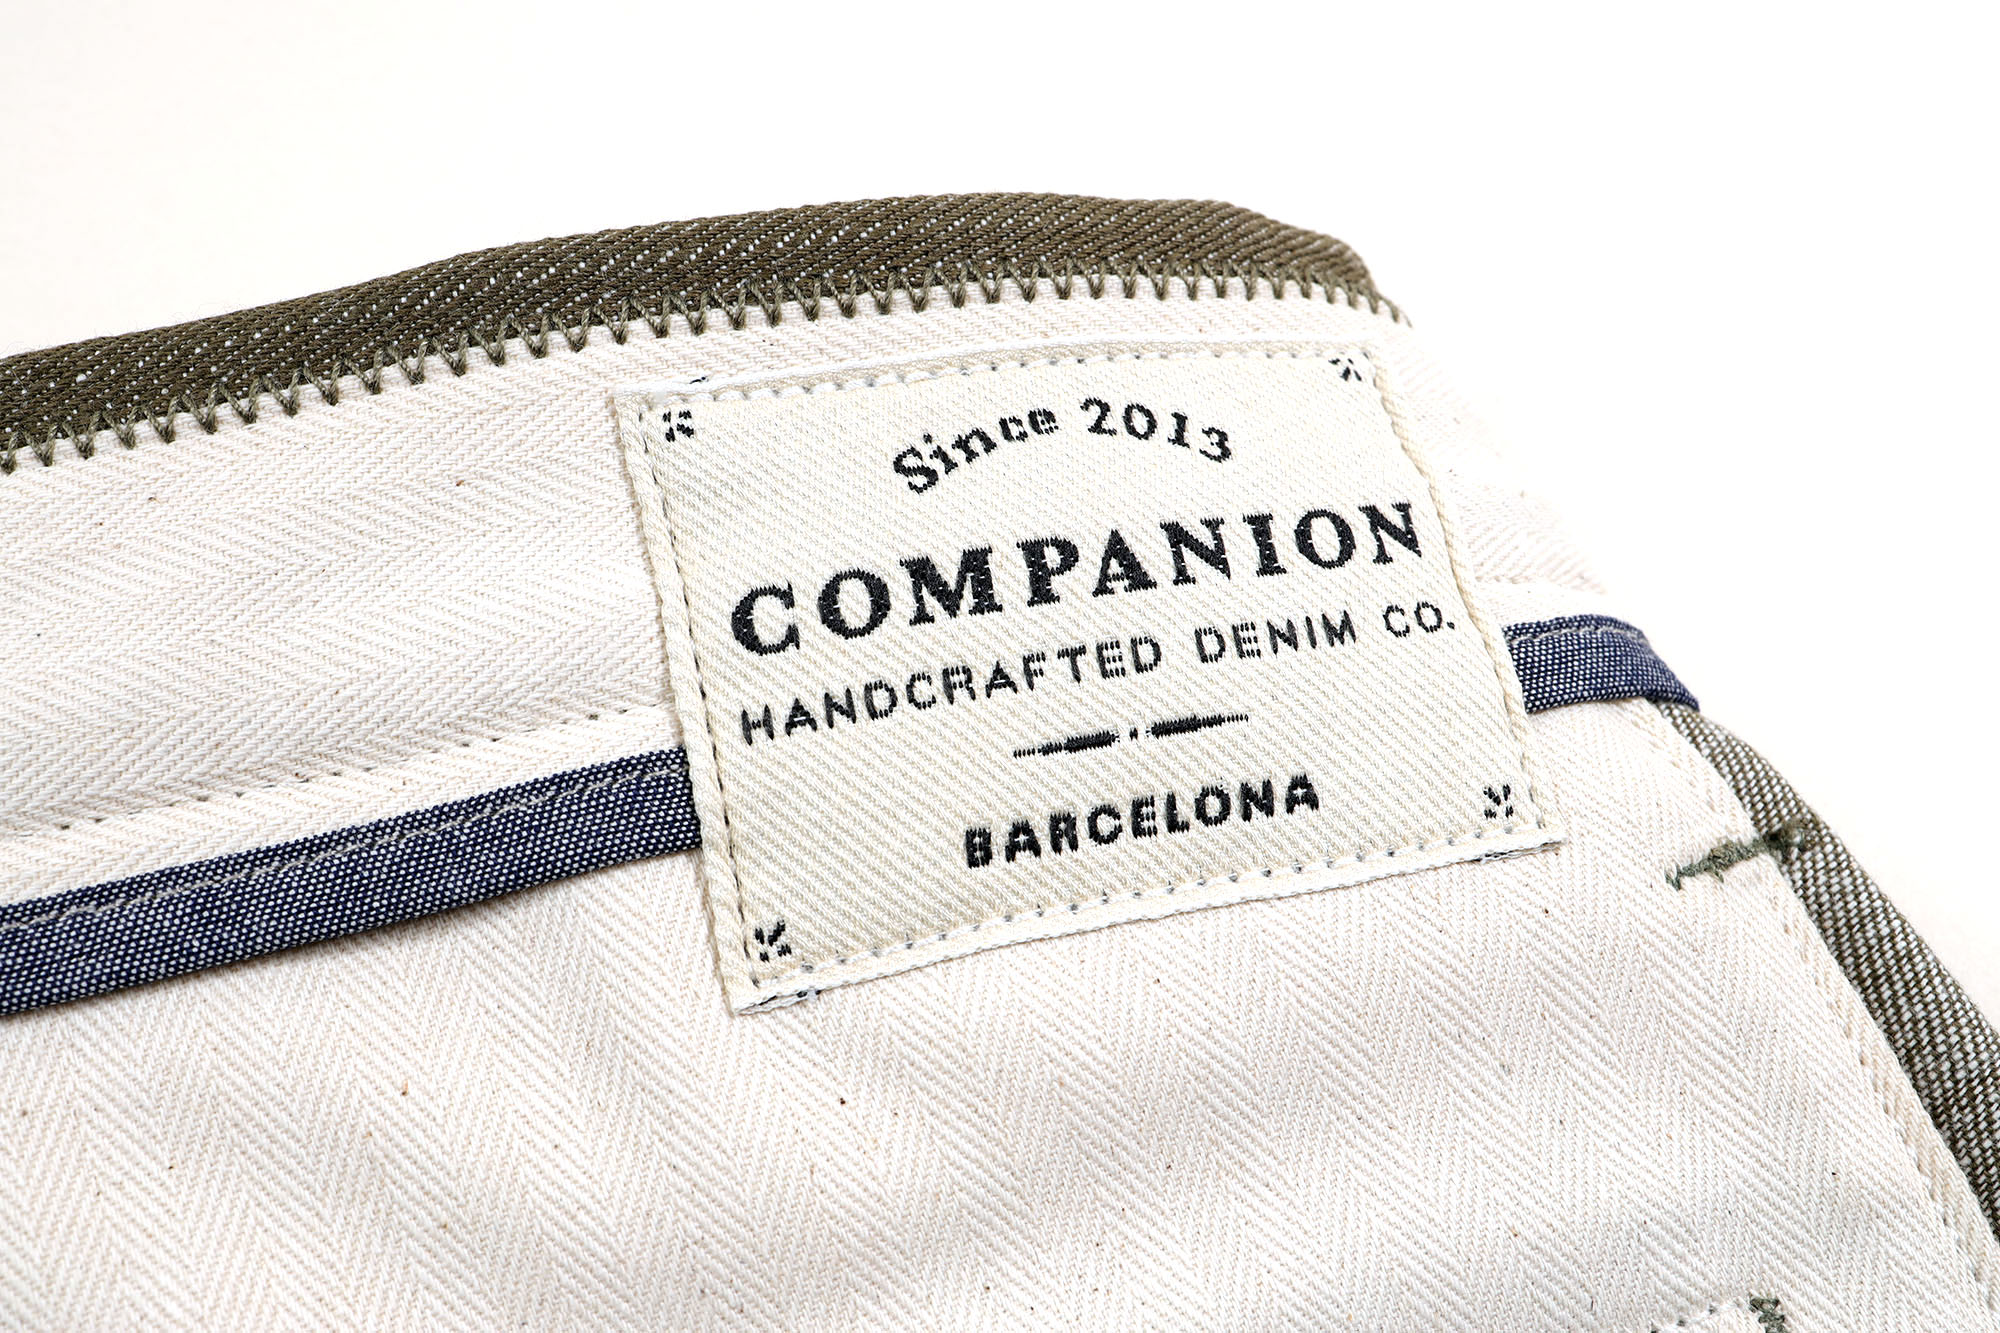 Since 2013
COMPANION
HANDCRAFTED DENIM CO.
BARCELONA